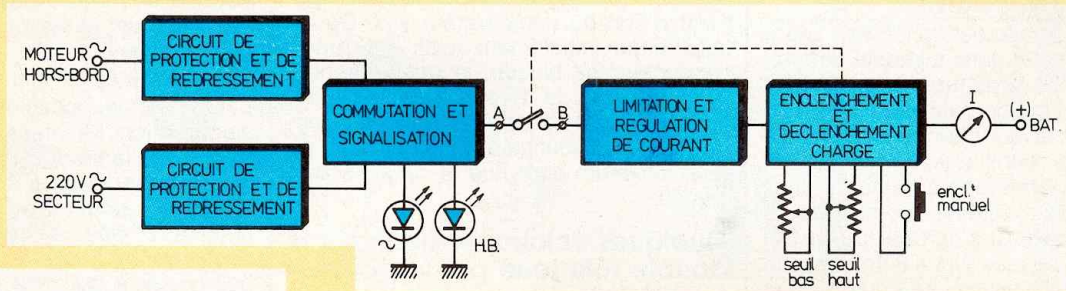 MOTEUR
HORS-BORD
CIRCUIT DE
PROTECTION ET DE
REDRESSEMENT
220V
SECTEUR
CIRCUIT DE
PROTECTION ET DE
REDRESSEMENT
COMMUTATION ET
SIGNALISATION
H.B.
A
B
LIMITATION ET
REGULATION
DE COURANT
ENCLENCHEMENT
ET
DECLENCHEMENT
CHARGE
I
(+)
BAT.
encl.t
manuel
seuil
bas
seuil
haut